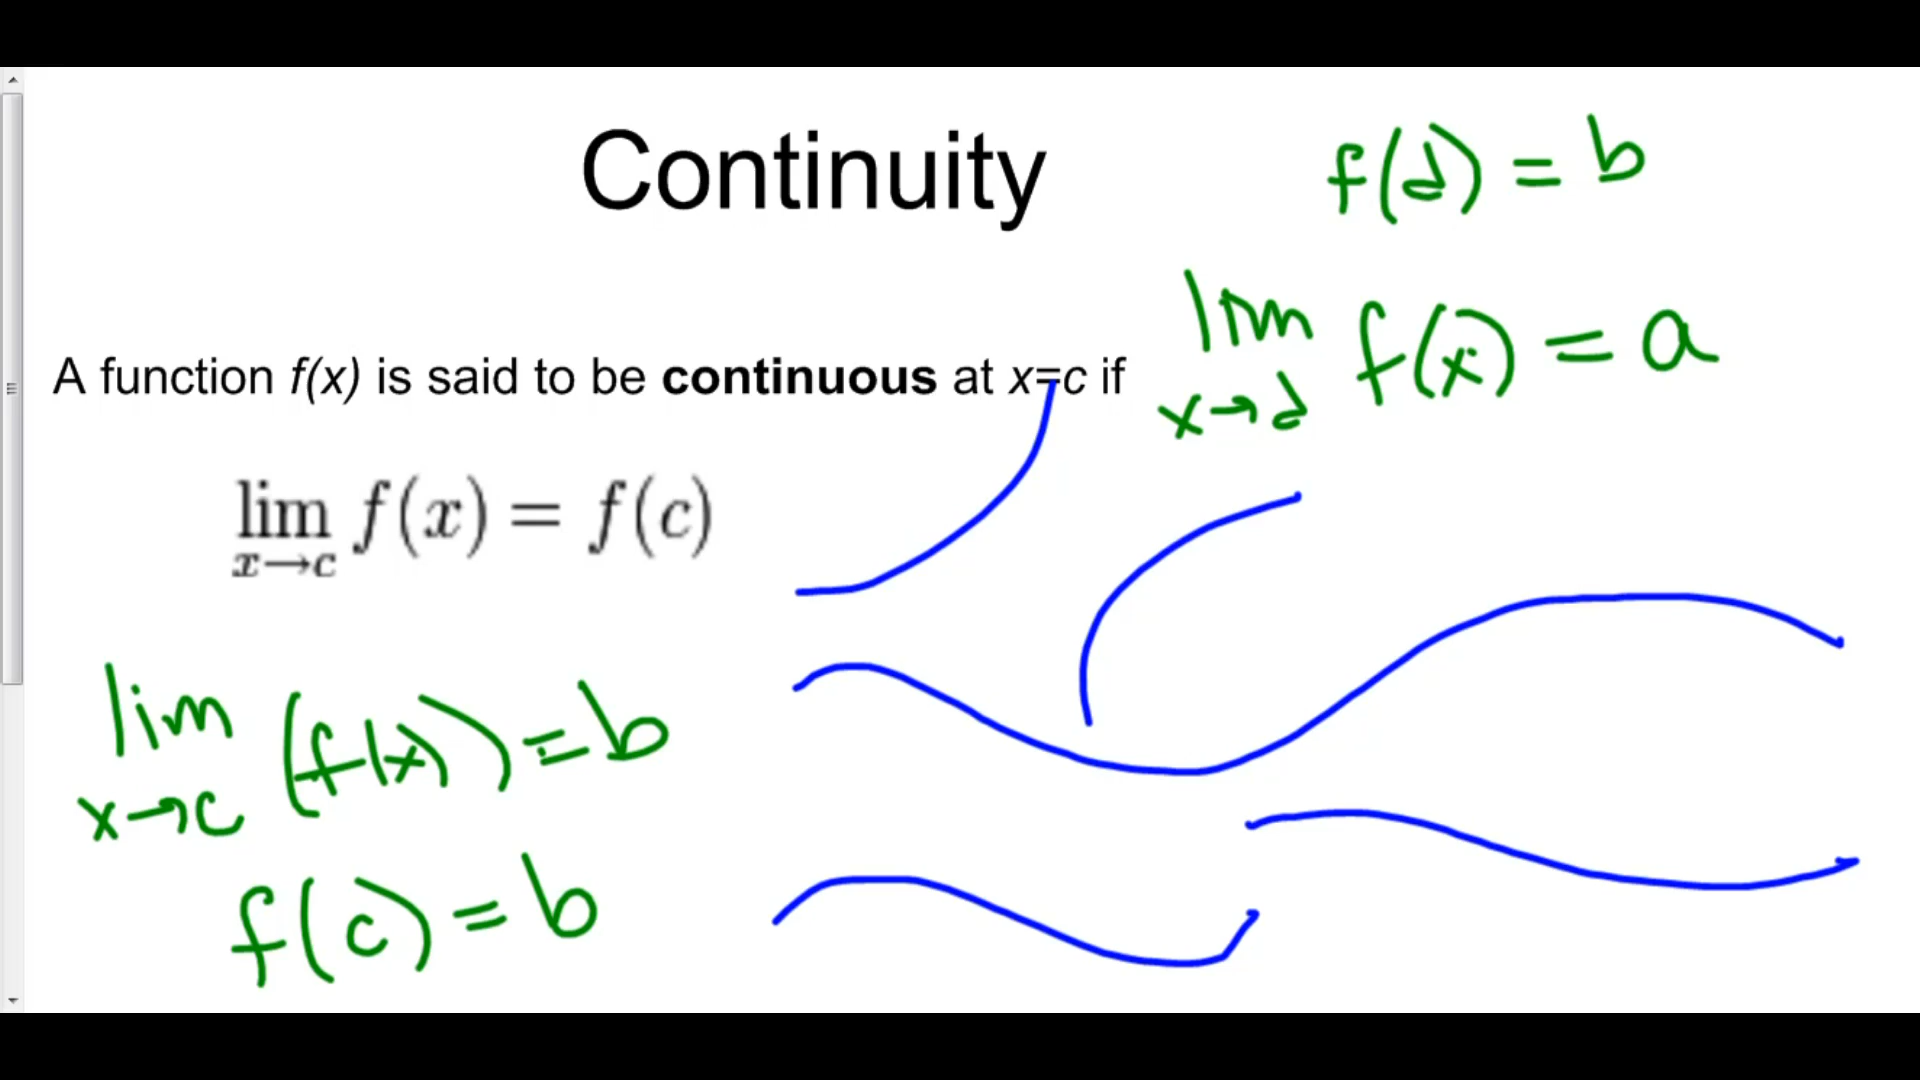 Continuity
f(d) = b
lim f(x) = a
x→d
A function f(x) is said to be continuous at x=c if
lim f(x) = f(c)
x→c
lim (f(x)) = b
x→c
f(c) = b